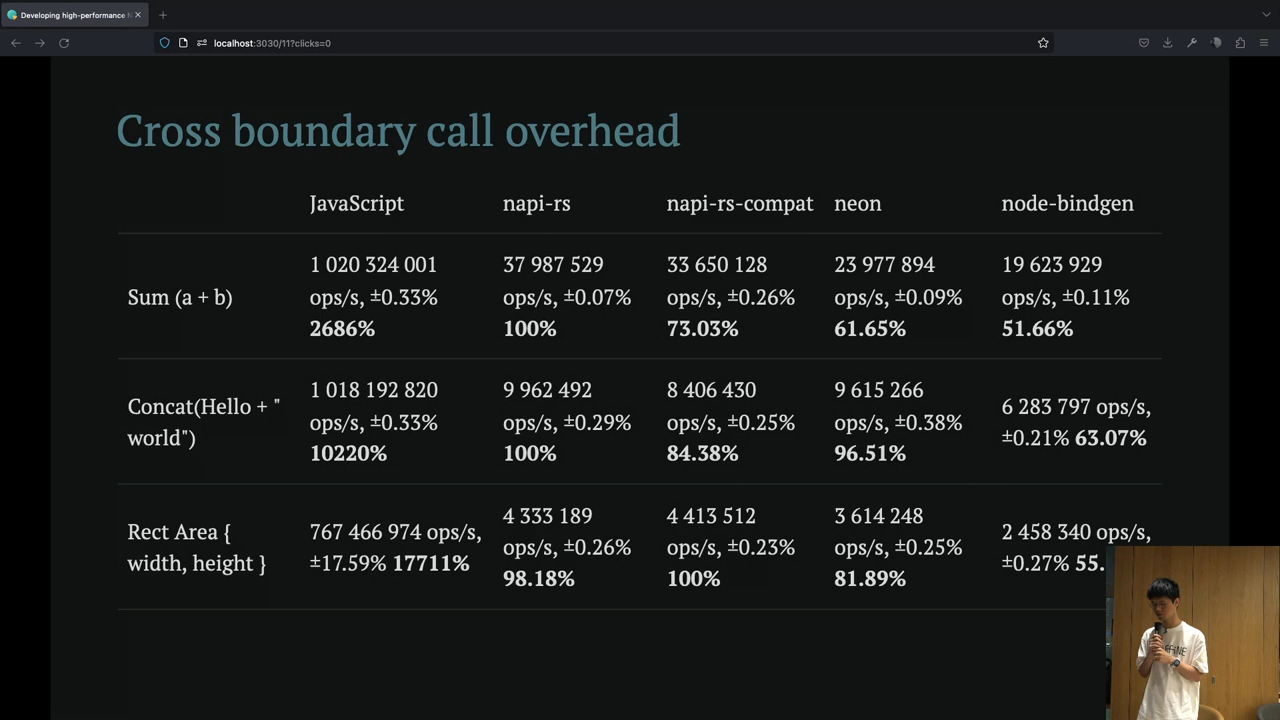 Developing high-performance N
localhost:3030/11?clicks=0
Cross boundary call overhead
JavaScript napi-rs napi-rs-compat neon node-bindgen
Sum (a + b)
1 020 324 001
ops/s, ±0.33%
2686%
37 987 529
ops/s, ±0.07%
100%
33 650 128
ops/s, ±0.26%
73.03%
23 977 894
ops/s, ±0.09%
61.65%
19 623 929
ops/s, ±0.11%
51.66%
Concat(Hello + "
world")
1 018 192 820
ops/s, ±0.33%
10220%
9 962 492
ops/s, ±0.29%
100%
8 406 430
ops/s, ±0.25%
84.38%
9 615 266
ops/s, ±0.38%
96.51%
6 283 797 ops/s,
±0.21% 63.07%
Rect Area {
width, height }
767 466 974 ops/s,
±17.59% 17711%
4 333 189
ops/s, ±0.26%
98.18%
4 413 512
ops/s, ±0.23%
100%
3 614 248
ops/s, ±0.25%
81.89%
2 458 340 ops/s,
±0.27% 55.